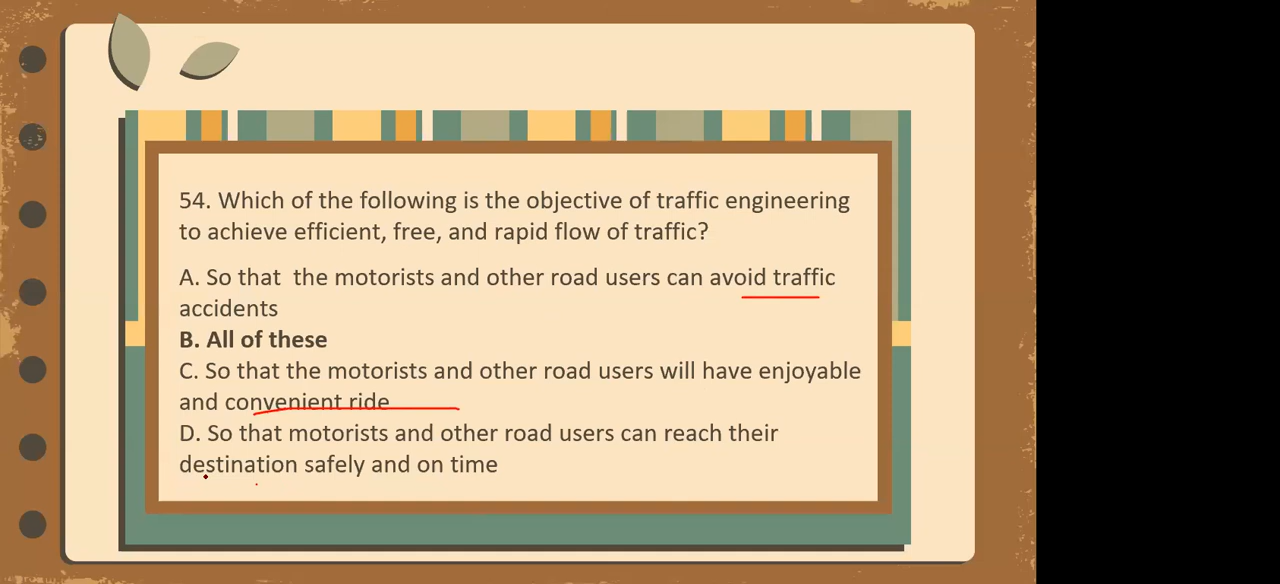 54. Which of the following is the objective of traffic engineering
to achieve efficient, free, and rapid flow of traffic?
A. So that  the motorists and other road users can avoid traffic
accidents
B. All of these
C. So that the motorists and other road users will have enjoyable
and convenient ride
D. So that motorists and other road users can reach their
destination safely and on time